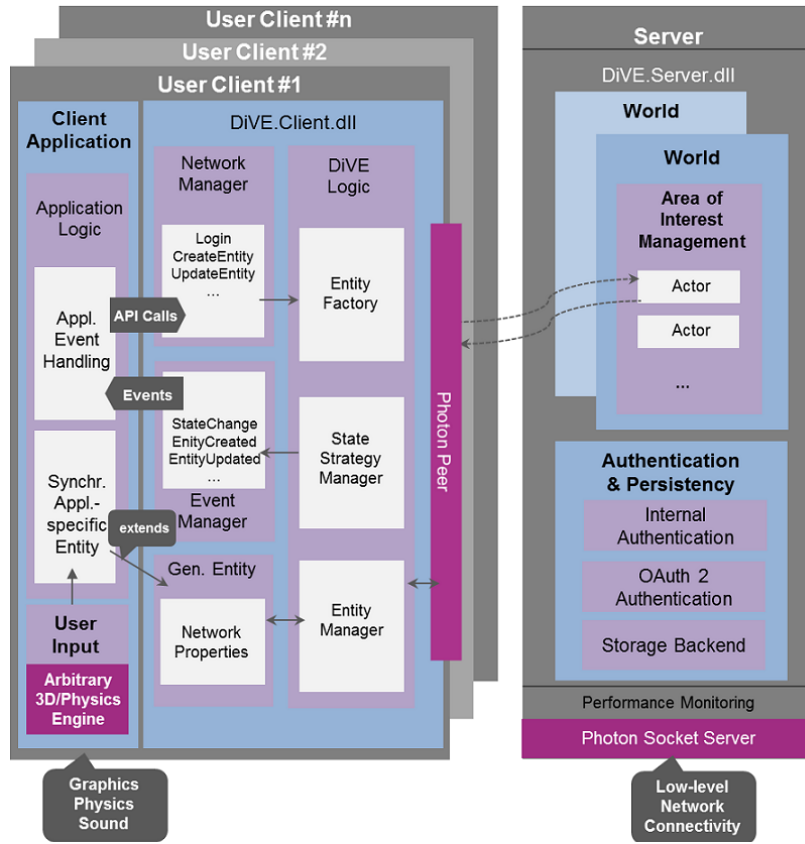 User Client #n
User Client #2
User Client #1
Client
Application
Application
Logic
Appl.
Event
Handling
Synchr.
Appl.-
specific
Entity
User
Input
Arbitrary
3D/Physics
Engine
Graphics
Physics
Sound
API Calls
Events
extends
DiVE.Client.dll
Network
Manager
Login
CreateEntity
UpdateEntity
...
StateChange
EnityCreated
EntityUpdated
...
Event
Manager
Gen. Entity
Network
Properties
DiVE
Logic
Entity
Factory
State
Strategy
Manager
Entity
Manager
Photon Peer
Server
DiVE.Server.dll
World
World
Area of
Interest
Management
Actor
Actor
...
Authentication
& Persistency
Internal
Authentication
OAuth 2
Authentication
Storage Backend
Performance Monitoring
Photon Socket Server
Low-level
Network
Connectivity